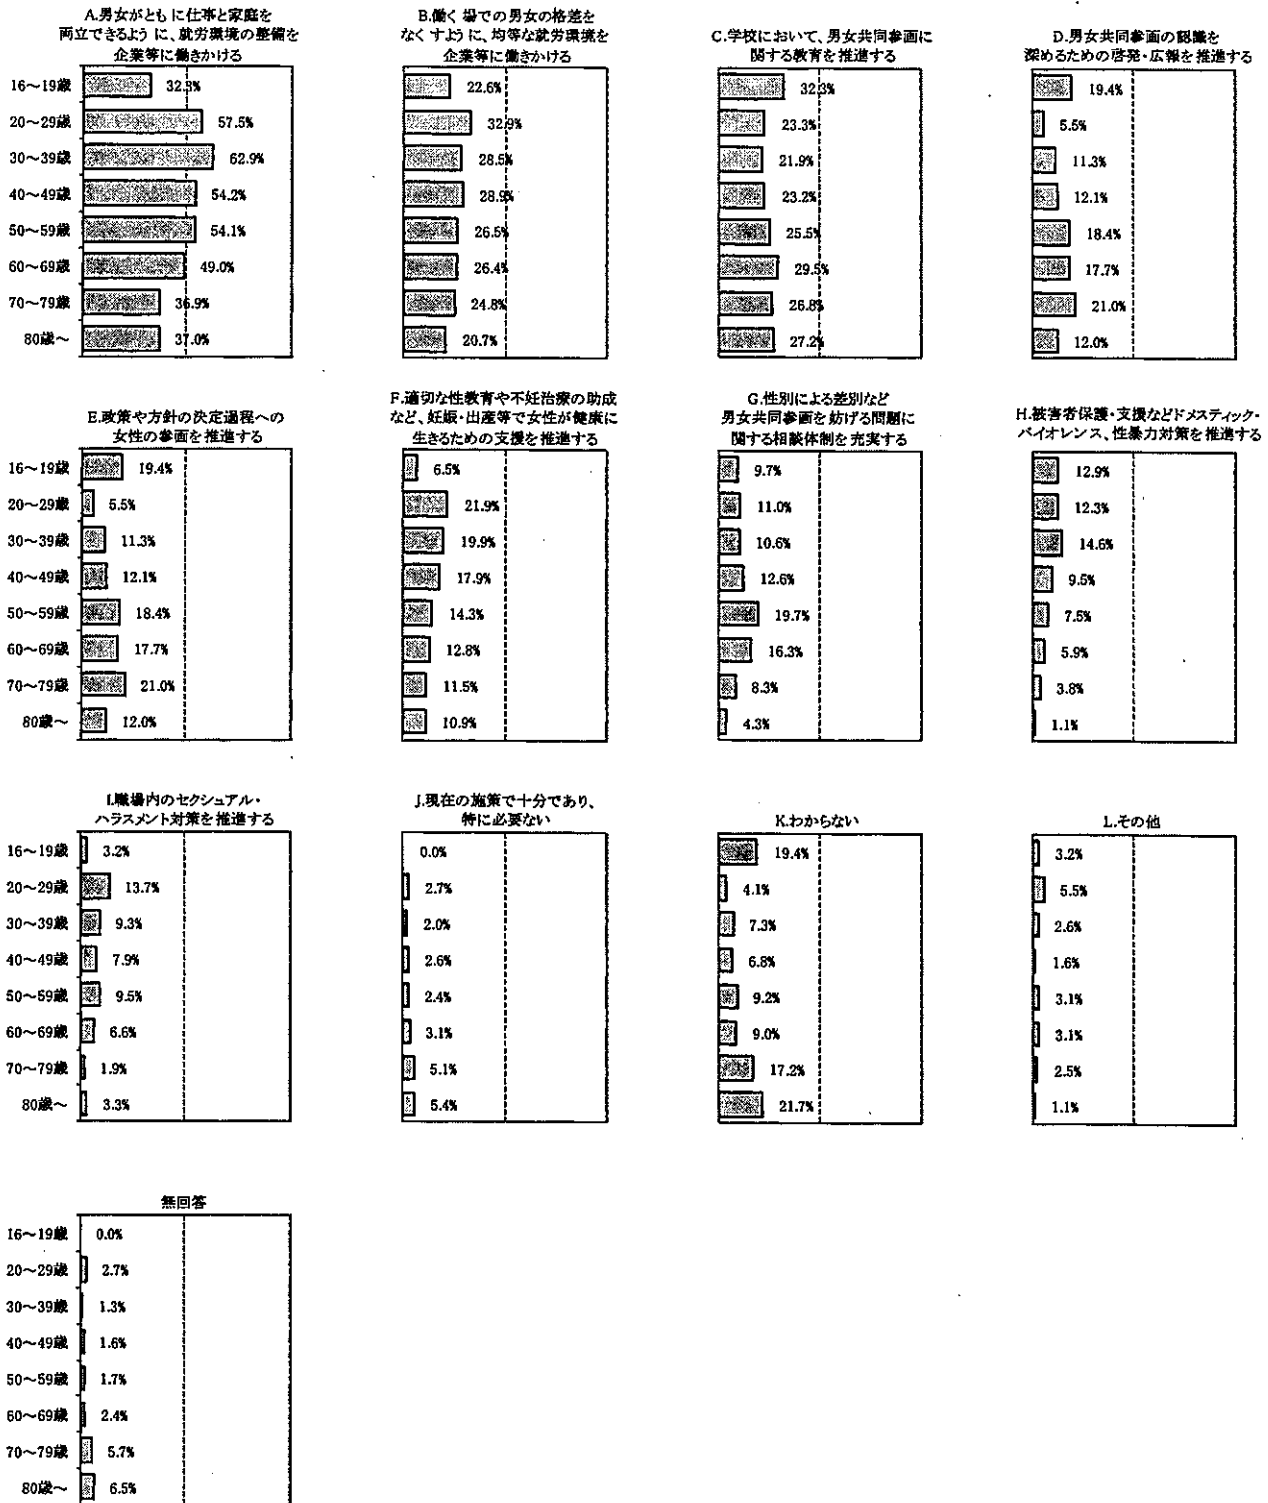 A.男女がともに仕事と家庭を
両立できるように、就労環境の整備を
企業等に働きかける
16～19歳 32.3%
20～29歳 57.5%
30～39歳 62.9%
40～49歳 54.2%
50～59歳 54.1%
60～69歳 49.0%
70～79歳 36.9%
80歳～ 37.0%
B.働く場での男女の格差を
なくすように、均等な就労環境を
企業等に働きかける
22.6%
32.9%
28.5%
28.9%
26.5%
26.4%
24.8%
20.7%
C.学校において、男女共同参画に
関する教育を推進する
32.3%
23.3%
21.9%
23.2%
25.5%
29.5%
26.8%
27.2%
D.男女共同参画の認識を
深めるための啓発・広報を推進する
19.4%
5.5%
11.3%
12.1%
18.4%
17.7%
21.0%
12.0%
E.政策や方針の決定過程への
女性の参画を推進する
16～19歳 19.4%
20～29歳 5.5%
30～39歳 11.3%
40～49歳 12.1%
50～59歳 18.4%
60～69歳 17.7%
70～79歳 21.0%
80歳～ 12.0%
F.適切な性教育や不妊治療の助成
など、妊娠・出産等で女性が健康に
生きるための支援を推進する
6.5%
21.9%
19.9%
17.9%
14.3%
12.8%
11.5%
10.9%
G.性別による差別など
男女共同参画を妨げる問題に
関する相談体制を充実する
9.7%
11.0%
10.6%
12.6%
19.7%
16.3%
8.3%
4.3%
H.被害者保護・支援などドメスティック・
バイオレンス、性暴力対策を推進する
12.9%
12.3%
14.6%
9.5%
7.5%
5.9%
3.8%
1.1%
I.職場内のセクシュアル・
ハラスメント対策を推進する
16～19歳 3.2%
20～29歳 13.7%
30～39歳 9.3%
40～49歳 7.9%
50～59歳 9.5%
60～69歳 6.6%
70～79歳 1.9%
80歳～ 3.3%
J.現在の施策で十分であり、
特に必要ない
0.0%
2.7%
2.0%
2.6%
2.4%
3.1%
5.1%
5.4%
K.わからない
19.4%
4.1%
7.3%
6.8%
9.2%
9.0%
17.2%
21.7%
L.その他
3.2%
5.5%
2.6%
1.6%
3.1%
3.1%
2.5%
1.1%
無回答
16～19歳 0.0%
20～29歳 2.7%
30～39歳 1.3%
40～49歳 1.6%
50～59歳 1.7%
60～69歳 2.4%
70～79歳 5.7%
80歳～ 6.5%